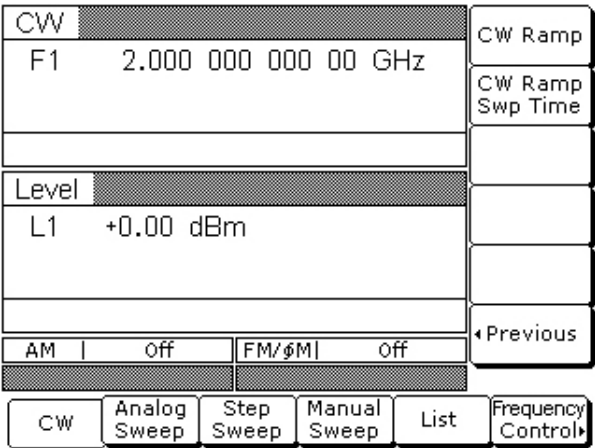 CW
F1 2.000 000 000 00 GHz
Level
L1 +0.00 dBm
AM | Off FM/ϕM| Off
CW Ramp
CW Ramp
Swp Time
◂Previous
CW
Analog
Sweep
Step
Sweep
Manual
Sweep
List
Frequency
Control▸